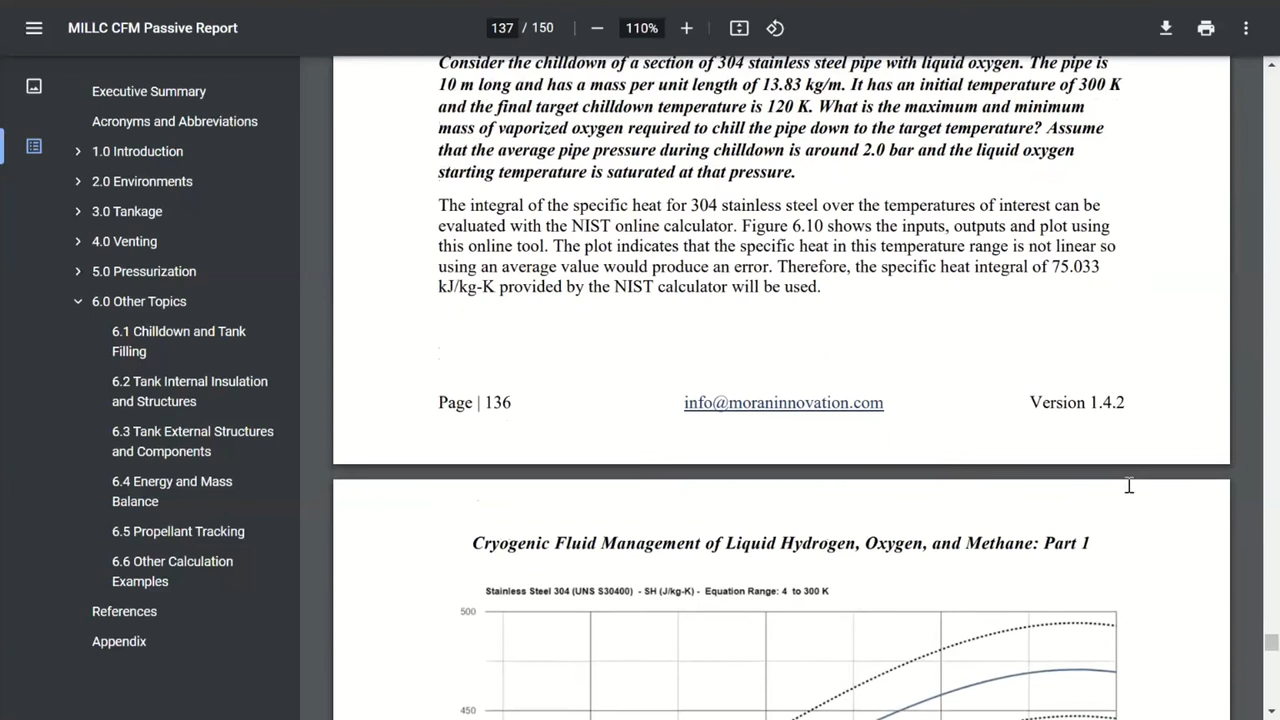 MILLC CFM Passive Report
137 / 150
110%
Executive Summary
Acronyms and Abbreviations
1.0 Introduction
2.0 Environments
3.0 Tankage
4.0 Venting
5.0 Pressurization
6.0 Other Topics
6.1 Chilldown and Tank
Filling
6.2 Tank Internal Insulation
and Structures
6.3 Tank External Structures
and Components
6.4 Energy and Mass
Balance
6.5 Propellant Tracking
6.6 Other Calculation
Examples
References
Appendix
Consider the chilldown of a section of 304 stainless steel pipe with liquid oxygen. The pipe is
10 m long and has a mass per unit length of 13.83 kg/m. It has an initial temperature of 300 K
and the final target chilldown temperature is 120 K. What is the maximum and minimum
mass of vaporized oxygen required to chill the pipe down to the target temperature? Assume
that the average pipe pressure during chilldown is around 2.0 bar and the liquid oxygen
starting temperature is saturated at that pressure.
The integral of the specific heat for 304 stainless steel over the temperatures of interest can be
evaluated with the NIST online calculator. Figure 6.10 shows the inputs, outputs and plot using
this online tool. The plot indicates that the specific heat in this temperature range is not linear so
using an average value would produce an error. Therefore, the specific heat integral of 75.033
kJ/kg-K provided by the NIST calculator will be used.
Page | 136 info@moraninnovation.com Version 1.4.2
Cryogenic Fluid Management of Liquid Hydrogen, Oxygen, and Methane: Part 1
Stainless Steel 304 (UNS S30400) - SH (J/kg-K) - Equation Range: 4 to 300 K
500
450